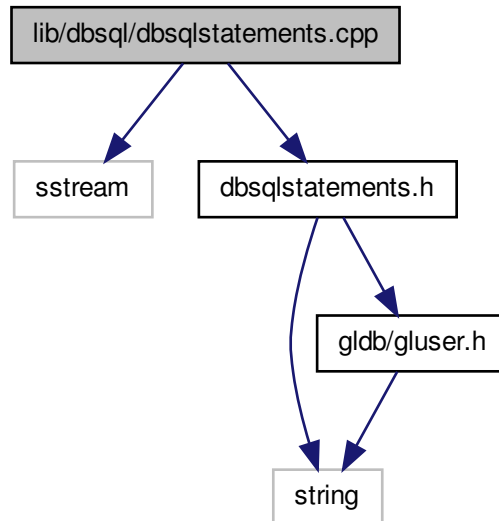 lib/dbsql/dbsqlstatements.cpp
sstream
dbsqlstatements.h
gldb/gluser.h
string